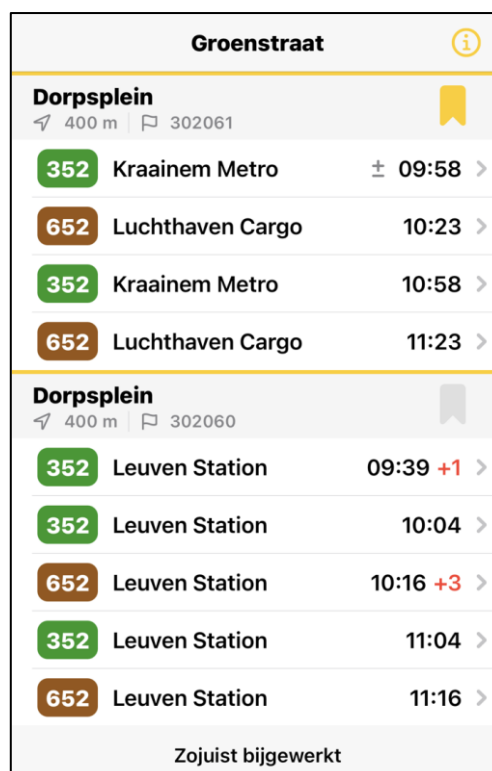 Groenstraat
Dorpsplein
400 m 302061
352 Kraainem Metro ± 09:58
652 Luchthaven Cargo 10:23
352 Kraainem Metro 10:58
652 Luchthaven Cargo 11:23
Dorpsplein
400 m 302060
352 Leuven Station 09:39 +1
352 Leuven Station 10:04
652 Leuven Station 10:16 +3
352 Leuven Station 11:04
652 Leuven Station 11:16
Zojuist bijgewerkt